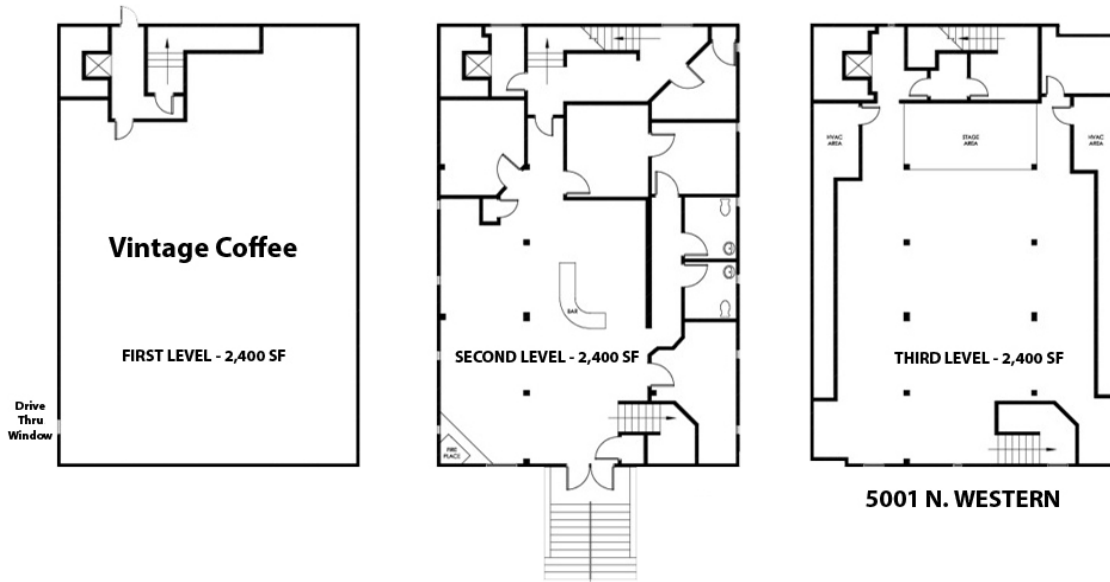 Vintage Coffee
FIRST LEVEL - 2,400 SF
Drive
Thru
Window
BAR
SECOND LEVEL - 2,400 SF
FIRE
PLACE
HVAC
AREA
STAGE
AREA
HVAC
AREA
THIRD LEVEL - 2,400 SF
5001 N. WESTERN